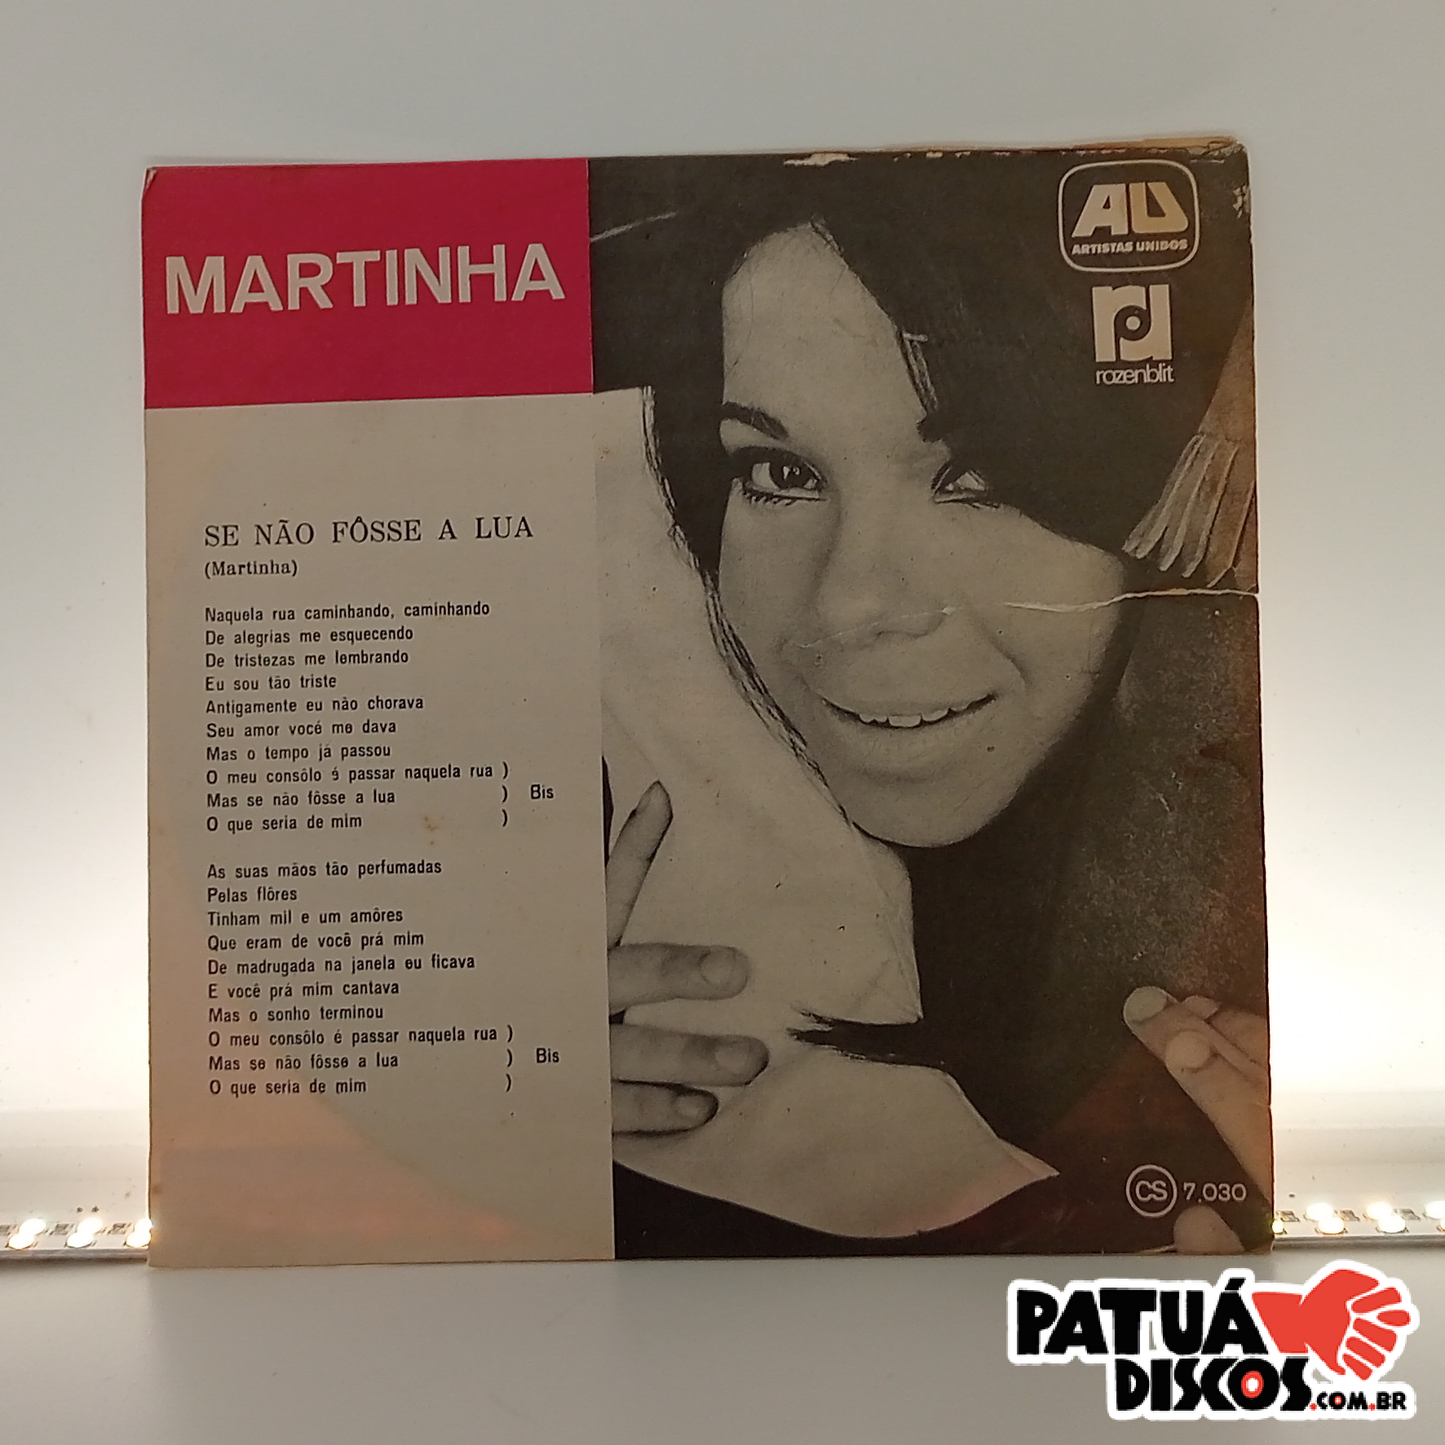 MARTINHA
AU
ARTISTAS UNIDOS
rozenblit
SE NÃO FÔSSE A LUA
(Martinha)
Naquela rua caminhando, caminhando
De alegrias me esquecendo
De tristezas me lembrando
Eu sou tão triste
Antigamente eu não chorava
Seu amor você me dava
Mas o tempo já passou
O meu consôlo é passar naquela rua )
Mas se não fôsse a lua ) Bis
O que seria de mim )
As suas mãos tão perfumadas
Pelas flôres
Tinham mil e um amôres
Que eram de você prá mim
De madrugada na janela eu ficava
E você prá mim cantava
Mas o sonho terminou
O meu consôlo é passar naquela rua )
Mas se não fôsse a lua ) Bis
O que seria de mim )
CS 7.030
PATUÁ
DISCOS.COM.BR